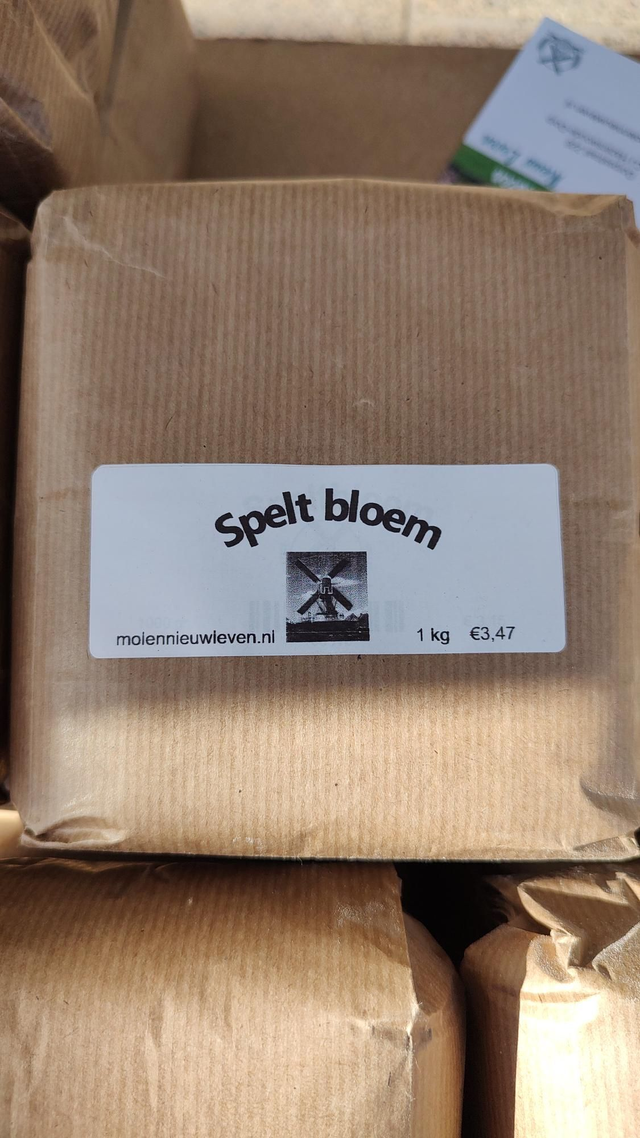 Spelt bloem
molennieuwleven.nl
1 kg €3,47